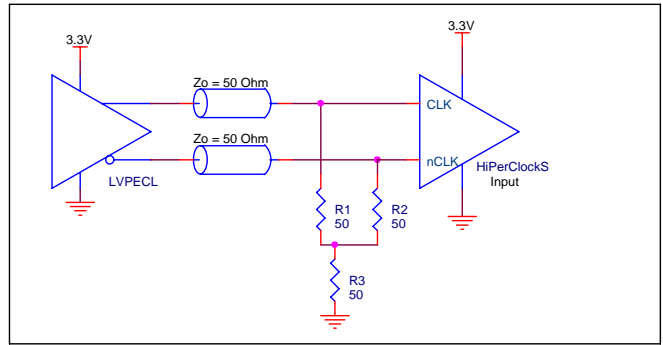 3.3V
3.3V
Zo = 50 Ohm
CLK
Zo = 50 Ohm
nCLK
HiPerClockS
Input
LVPECL
R1
50
R2
50
R3
50